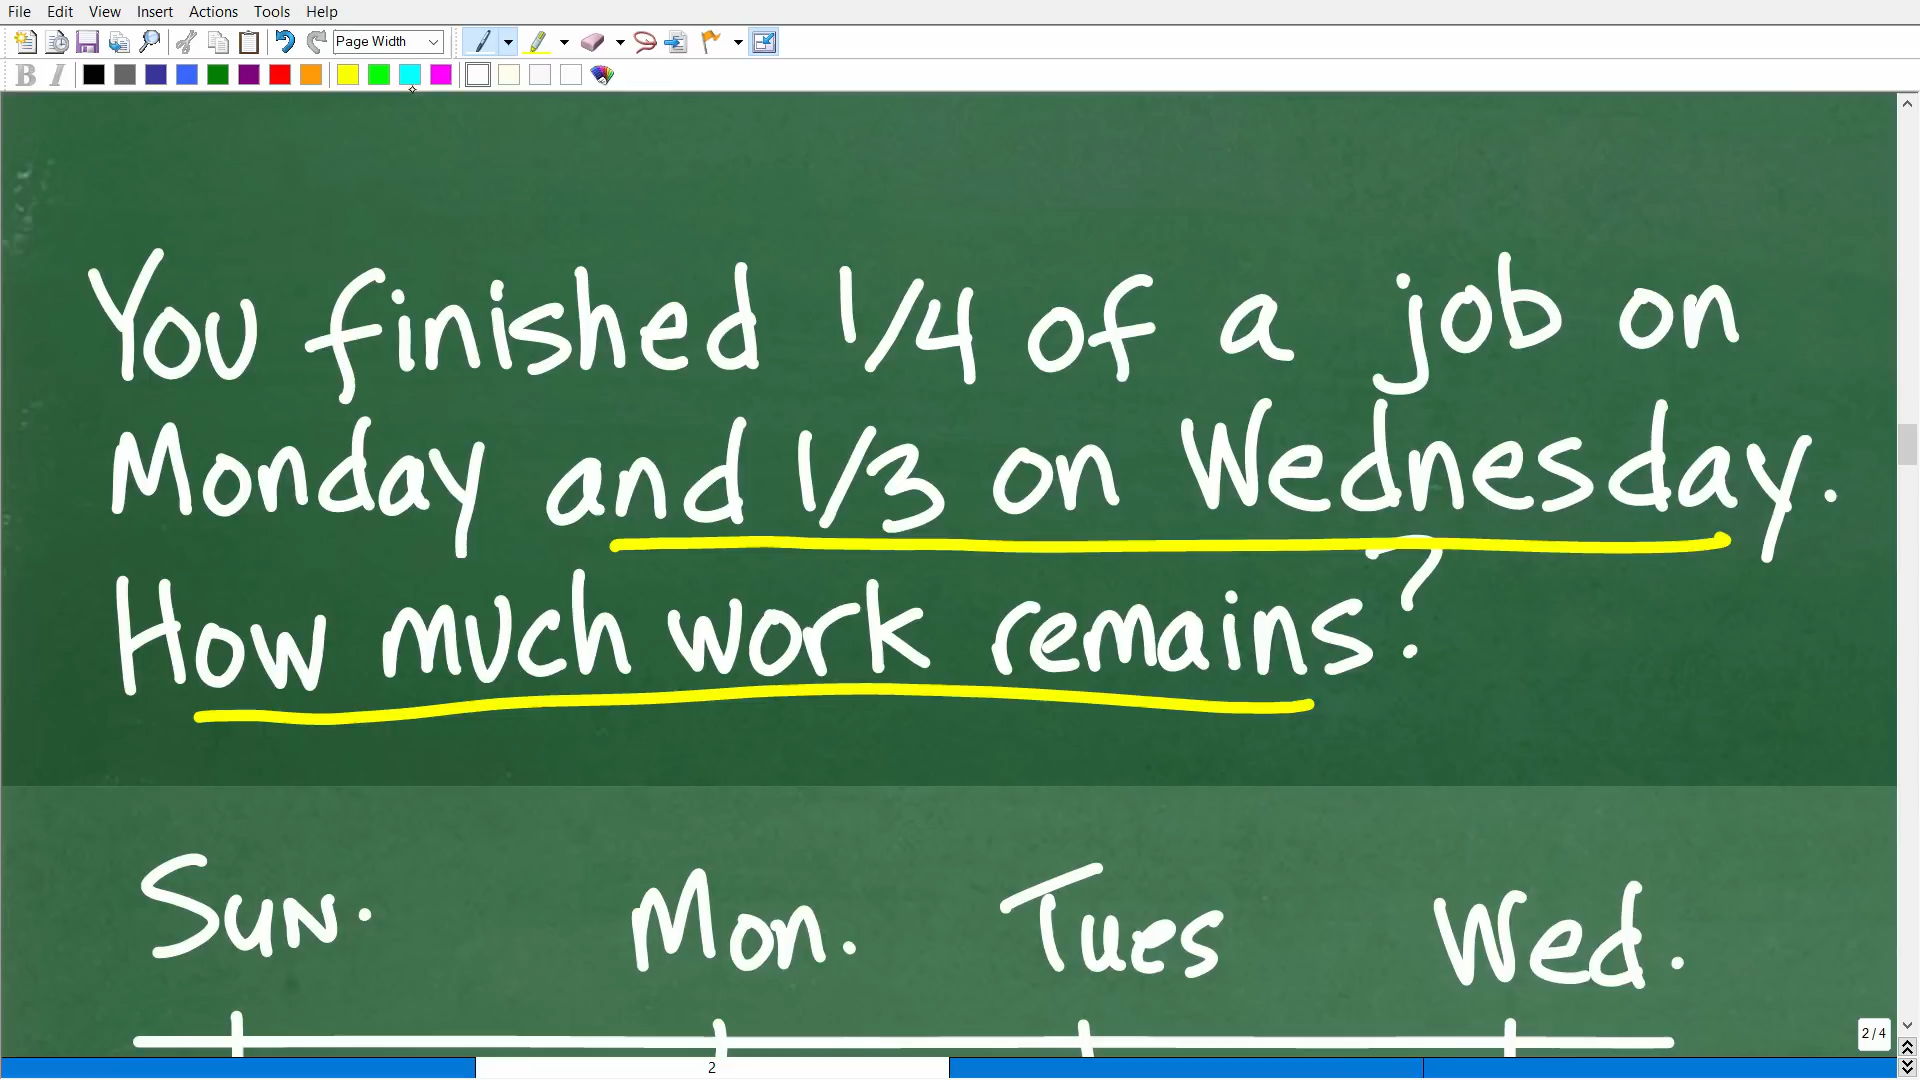 File Edit View Insert Actions Tools Help
Page Width
B I
You finished 1/4 of a job on
Monday and 1/3 on Wednesday.
How much work remains?
Sun. Mon. Tues Wed.
2/4
2